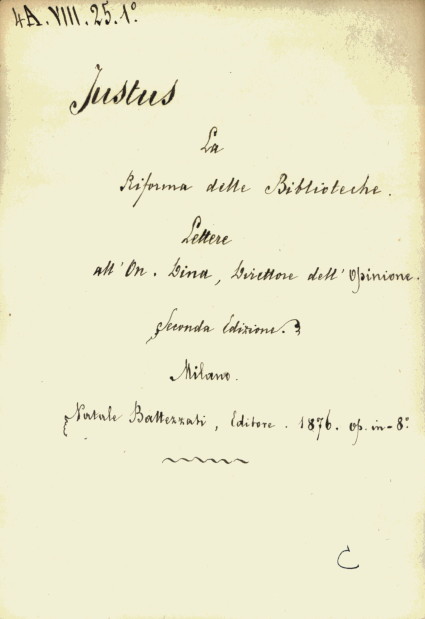 4A. VIII. 25. 1.°
Justus
La
Riforma delle Biblioteche.
Lettere
all' On. Dina, Direttore dell' Opinione.
Seconda Edizione.
Milano.
Natale Battezzati, Editore. 1876. op. in-8.°
C